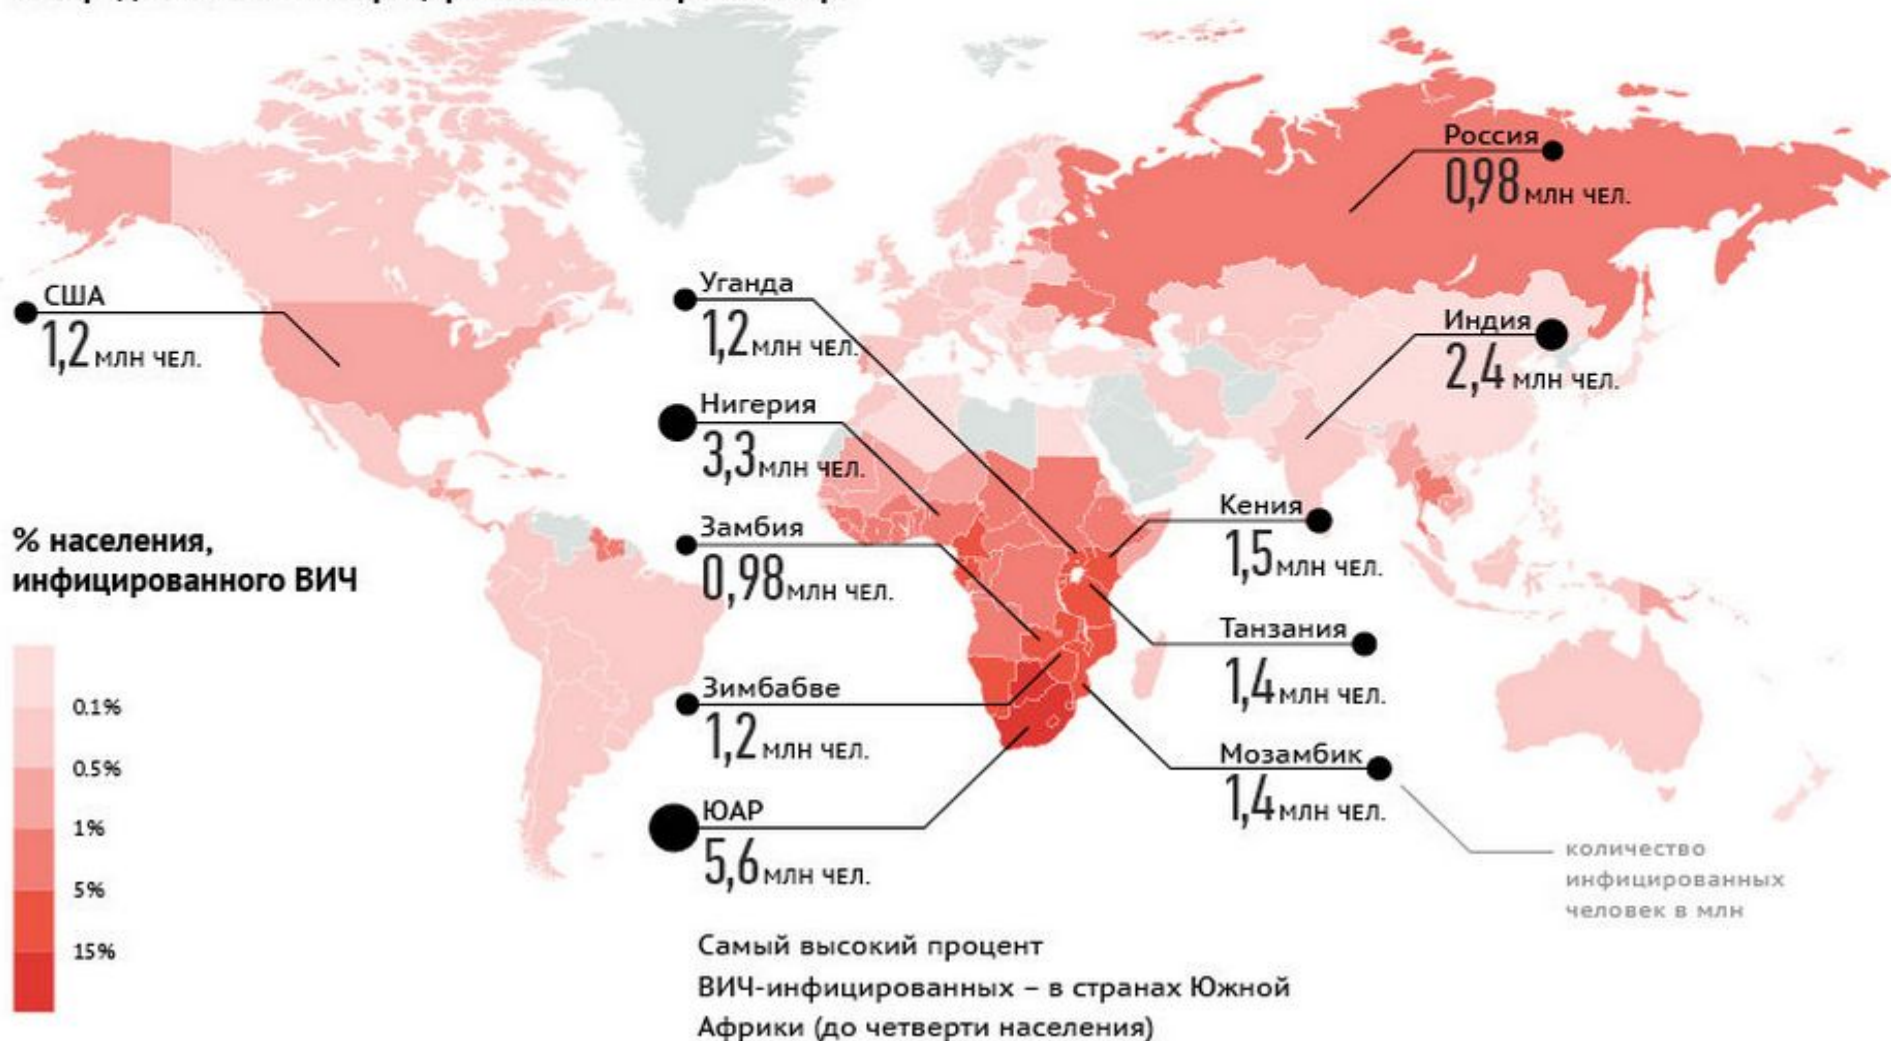 Россия
0,98 млн чел.
США
1,2 млн чел.
Уганда
1,2 млн чел.
Индия
2,4 млн чел.
Нигерия
3,3 млн чел.
Кения
1,5 млн чел.
Замбия
0,98 млн чел.
% населения,
инфицированного ВИЧ
Танзания
1,4 млн чел.
Зимбабве
1,2 млн чел.
Мозамбик
1,4 млн чел.
ЮАР
5,6 млн чел.
0.1%
0.5%
1%
5%
15%
количество
инфицированных
человек в млн
Самый высокий процент
ВИЧ-инфицированных – в странах Южной
Африки (до четверти населения)